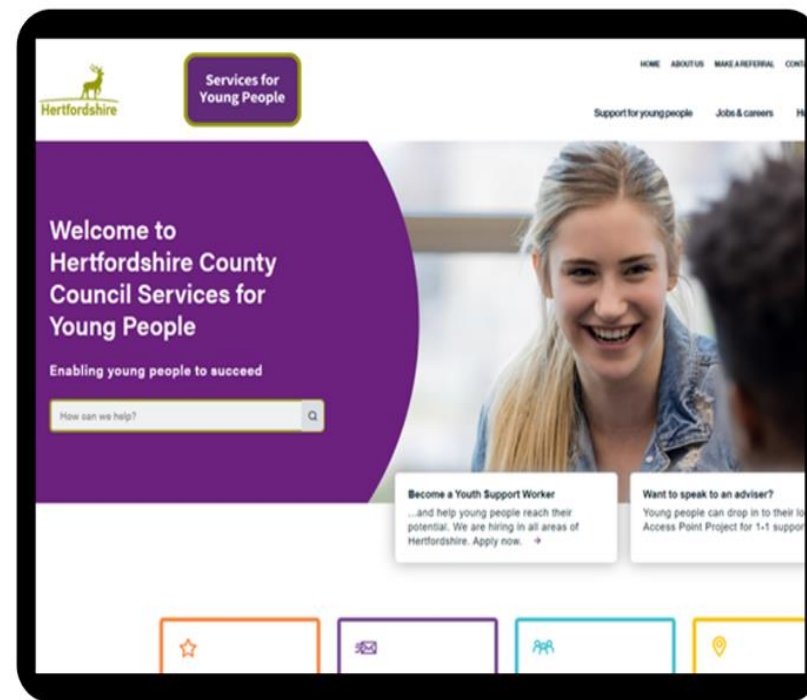 Hertfordshire
Services for
Young People
HOME ABOUT US MAKE A REFERRAL
Support for young people Jobs & careers
Welcome to
Hertfordshire County
Council Services for
Young People
Enabling young people to succeed
How can we help?
Become a Youth Support Worker
...and help young people reach their
potential. We are hiring in all areas of
Hertfordshire. Apply now.
Want to speak to an adviser?
Young people can drop in to their
Access Point Project for 1-1